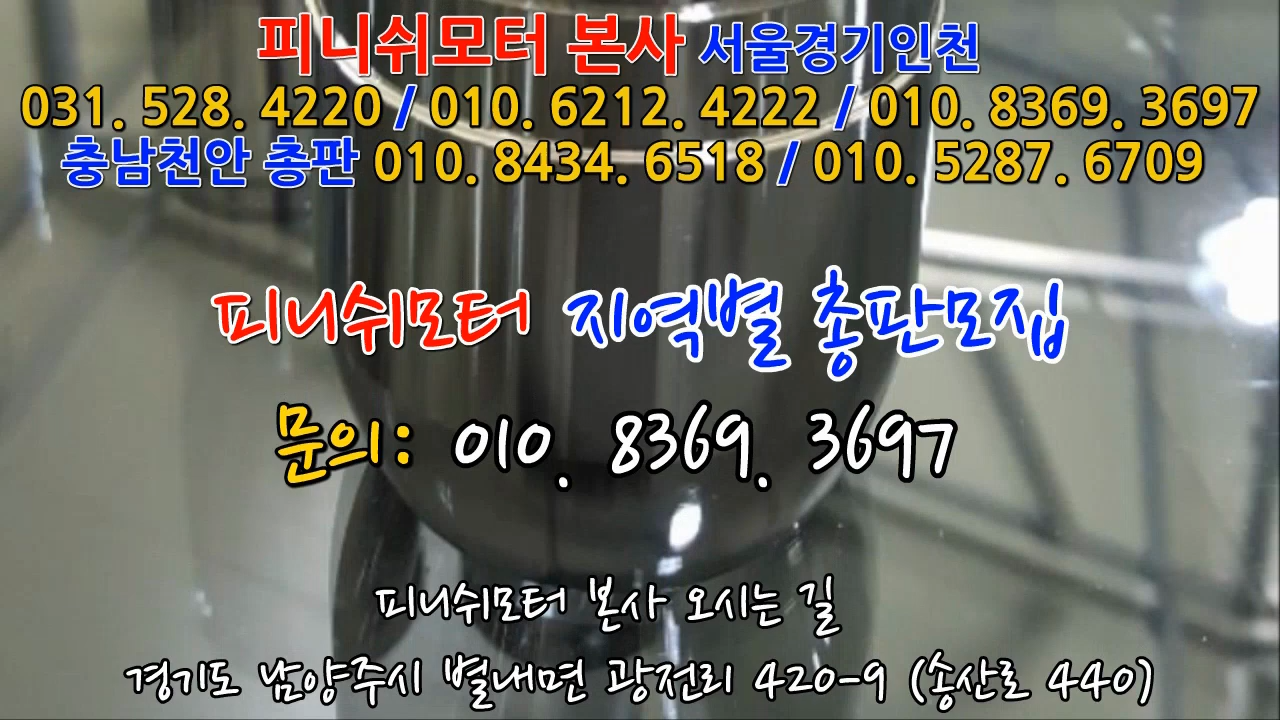 피니쉬모터 본사 서울경기인천
031. 528. 4220 / 010. 6212. 4222 / 010. 8369. 3697
충남천안 총판 010. 8434. 6518 / 010. 5287. 6709
피니쉬모터 지역별 총판모집
문의: 010. 8369. 3697
피니쉬모터 본사 오시는 길
경기도 남양주시 별내면 광전리 420-9 (송산로 440)